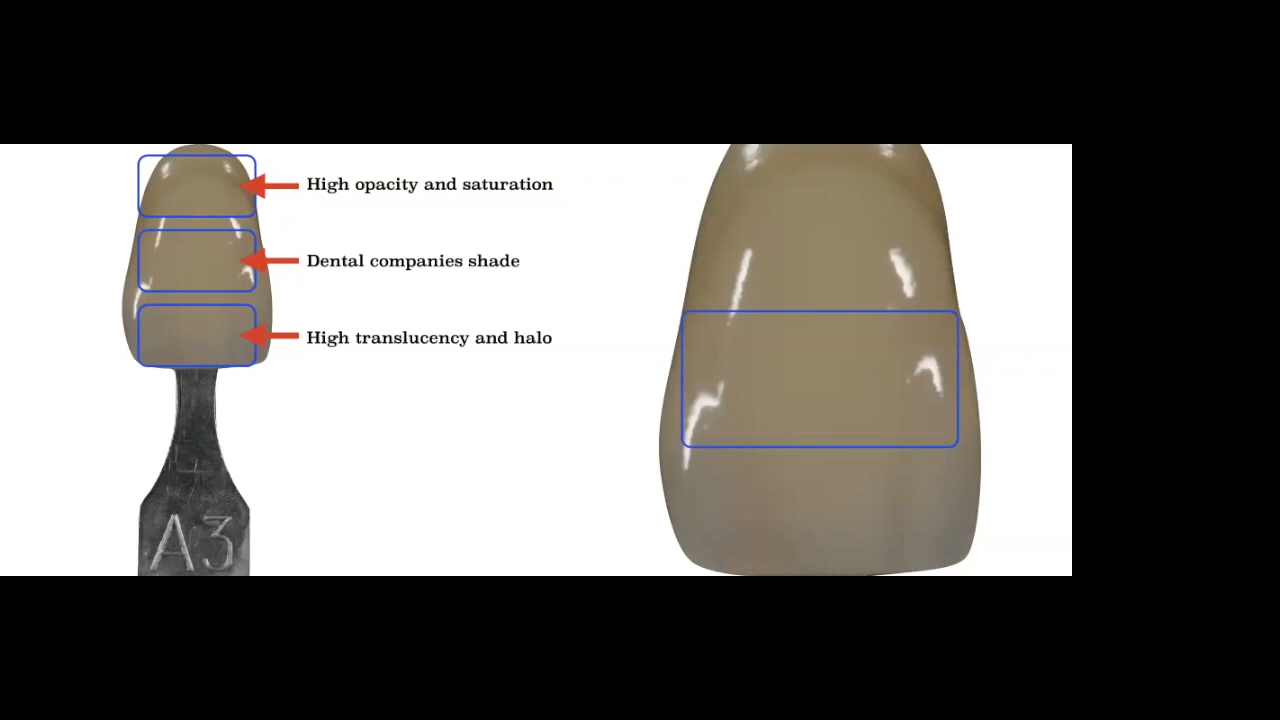 High opacity and saturation
Dental companies shade
High translucency and halo
A3